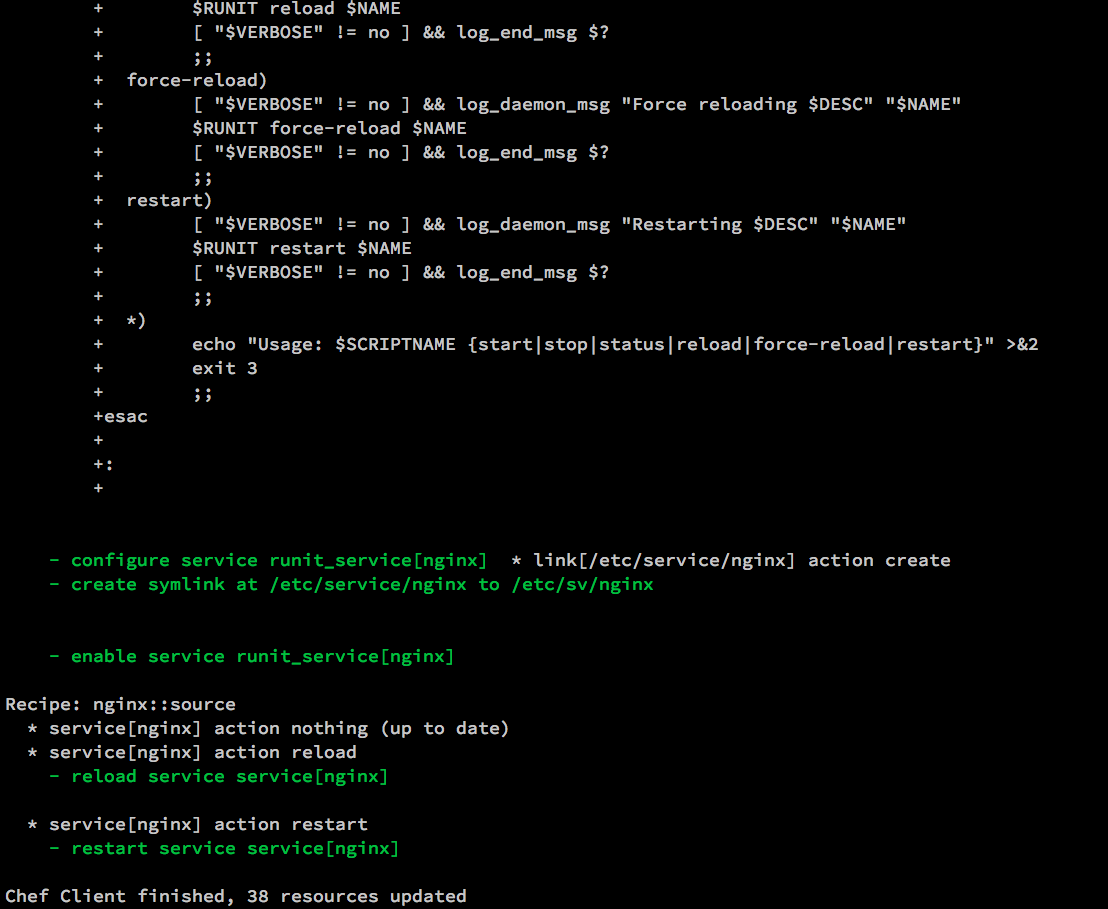 +        $RUNIT reload $NAME
+        [ "$VERBOSE" != no ] && log_end_msg $?
+        ;;
+  force-reload)
+        [ "$VERBOSE" != no ] && log_daemon_msg "Force reloading $DESC" "$NAME"
+        $RUNIT force-reload $NAME
+        [ "$VERBOSE" != no ] && log_end_msg $?
+        ;;
+  restart)
+        [ "$VERBOSE" != no ] && log_daemon_msg "Restarting $DESC" "$NAME"
+        $RUNIT restart $NAME
+        [ "$VERBOSE" != no ] && log_end_msg $?
+        ;;
+  *)
+        echo "Usage: $SCRIPTNAME {start|stop|status|reload|force-reload|restart}" >&2
+        exit 3
+        ;;
+esac
+
+:
+
- configure service runit_service[nginx]  * link[/etc/service/nginx] action create
- create symlink at /etc/service/nginx to /etc/sv/nginx
- enable service runit_service[nginx]
Recipe: nginx::source
* service[nginx] action nothing (up to date)
* service[nginx] action reload
- reload service service[nginx]
* service[nginx] action restart
- restart service service[nginx]
Chef Client finished, 38 resources updated